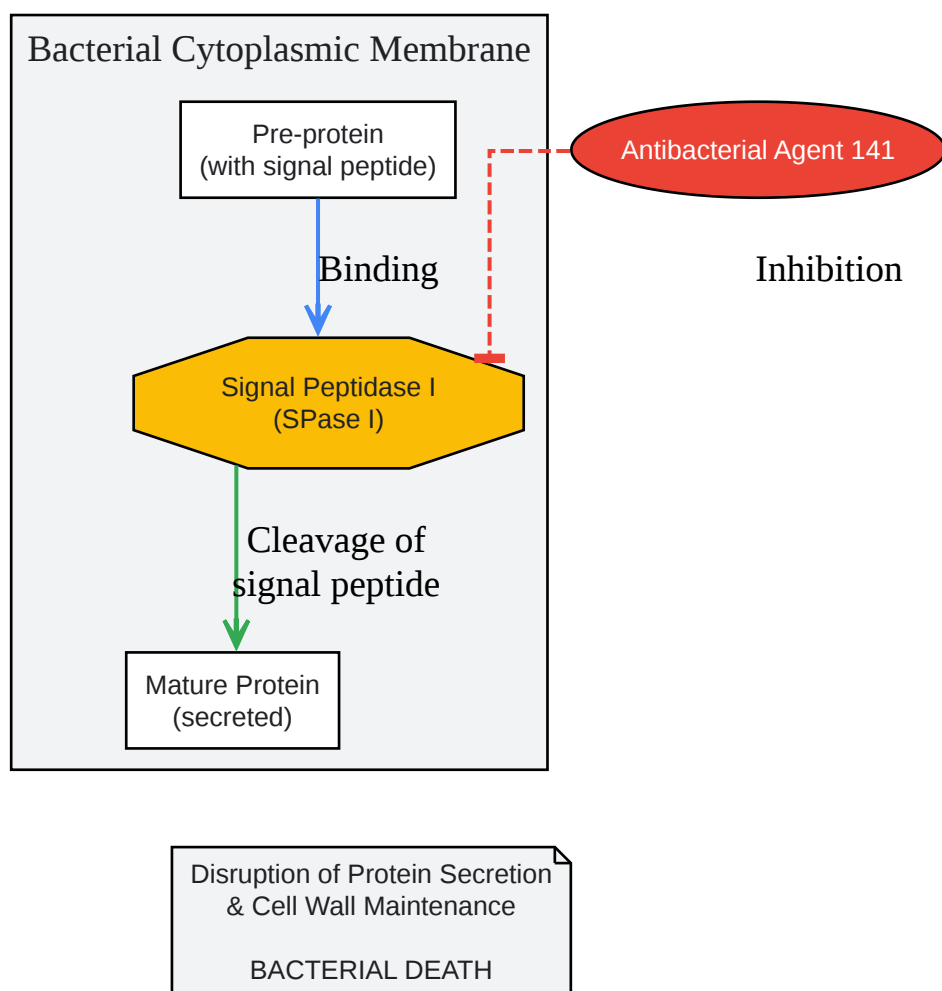 Bacterial Cytoplasmic Membrane
Pre-protein
(with signal peptide)
Antibacterial Agent 141
Binding
Inhibition
Signal Peptidase I
(SPase I)
Cleavage of
signal peptide
Mature Protein
(secreted)
Disruption of Protein Secretion
& Cell Wall Maintenance
BACTERIAL DEATH